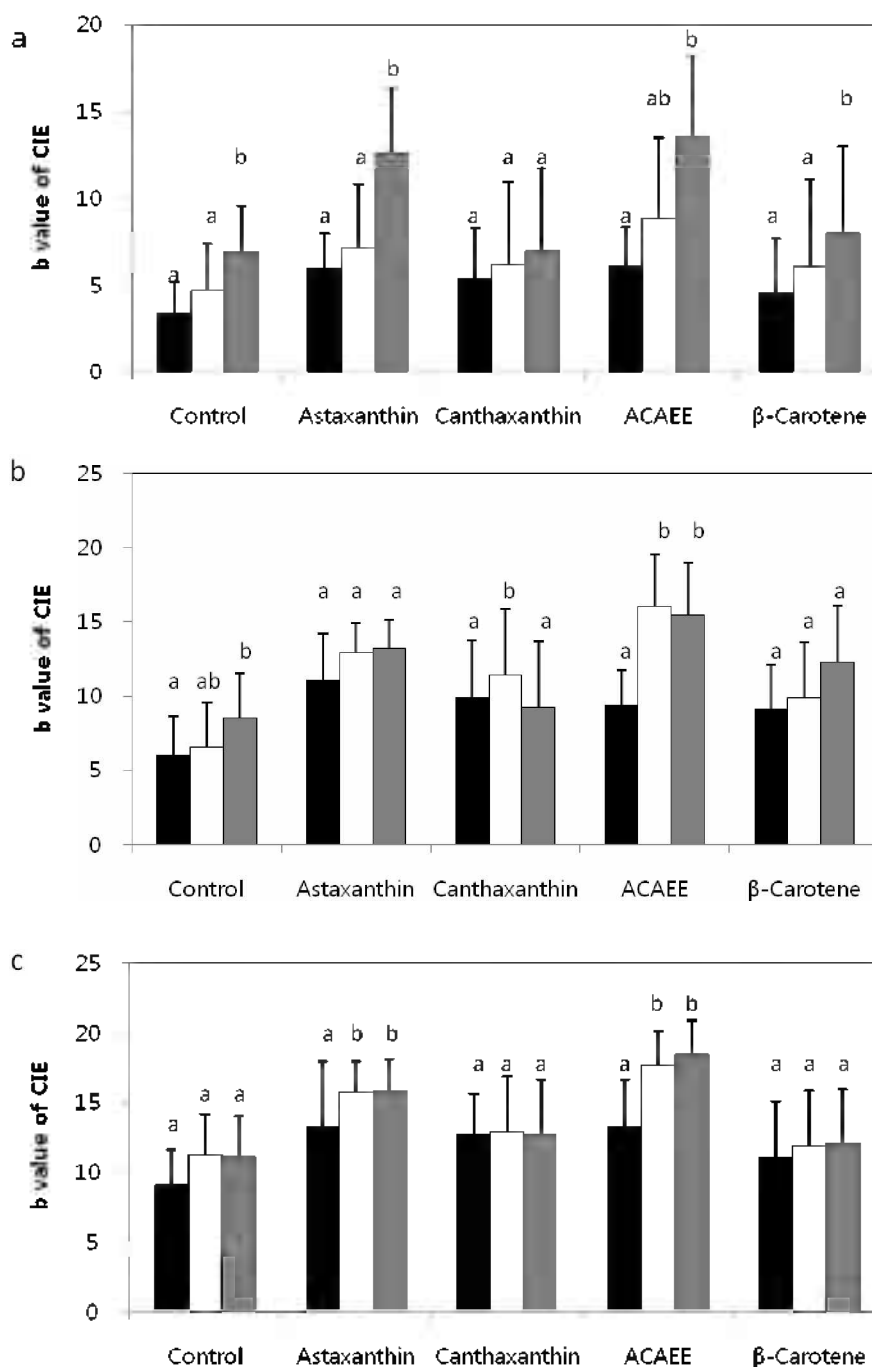 a
b value of CIE
20
15
10
5
0
a a b
a a b
a a a
a ab b
a a b
Control Astaxanthin Canthaxanthin ACAEE β-Carotene
b
b value of CIE
25
20
15
10
5
0
a ab b
a a a
a b a
a b b
a a a
Control Astaxanthin Canthaxanthin ACAEE β-Carotene
c
b value of CIE
25
20
15
10
5
0
a a a
a b b
a a a
a b b
a a a
Control Astaxanthin Canthaxanthin ACAEE β-Carotene